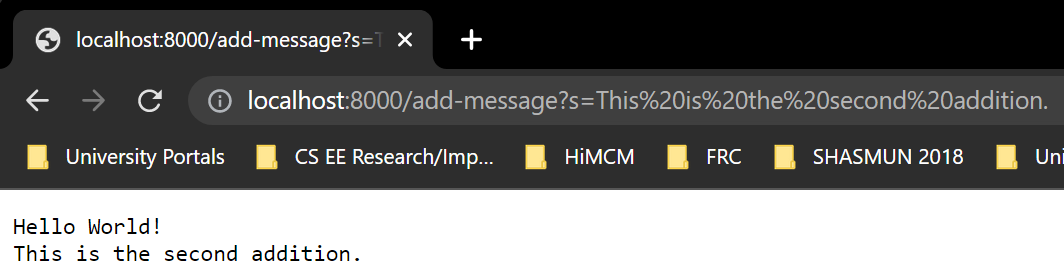 localhost:8000/add-message?s=T
localhost:8000/add-message?s=This%20is%20the%20second%20addition.
University Portals CS EE Research/Imp... HiMCM FRC SHASMUN 2018 Uni
Hello World!
This is the second addition.